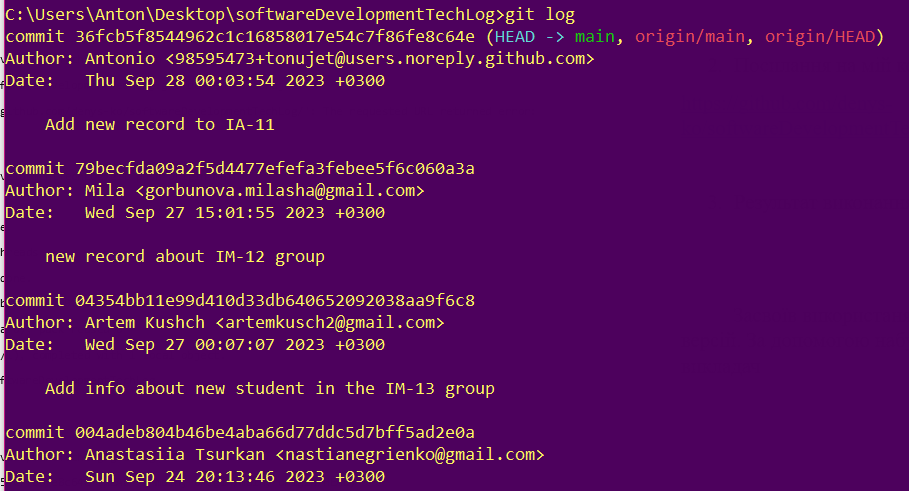 C:\Users\Anton\Desktop\softwareDevelopmentTechLog>git log
commit 36fcb5f8544962c1c16858017e54c7f86fe8c64e (HEAD -> main, origin/main, origin/HEAD)
Author: Antonio <98595473+tonujet@users.noreply.github.com>
Date:   Thu Sep 28 00:03:54 2023 +0300
Add new record to IA-11
commit 79becfda09a2f5d4477efefa3febee5f6c060a3a
Author: Mila <gorbunova.milasha@gmail.com>
Date:   Wed Sep 27 15:01:55 2023 +0300
new record about IM-12 group
commit 04354bb11e99d410d33db640652092038aa9f6c8
Author: Artem Kushch <artemkusch2@gmail.com>
Date:   Wed Sep 27 00:07:07 2023 +0300
Add info about new student in the IM-13 group
commit 004adeb804b46be4aba66d77ddc5d7bff5ad2e0a
Author: Anastasiia Tsurkan <nastianegrienko@gmail.com>
Date:   Sun Sep 24 20:13:46 2023 +0300